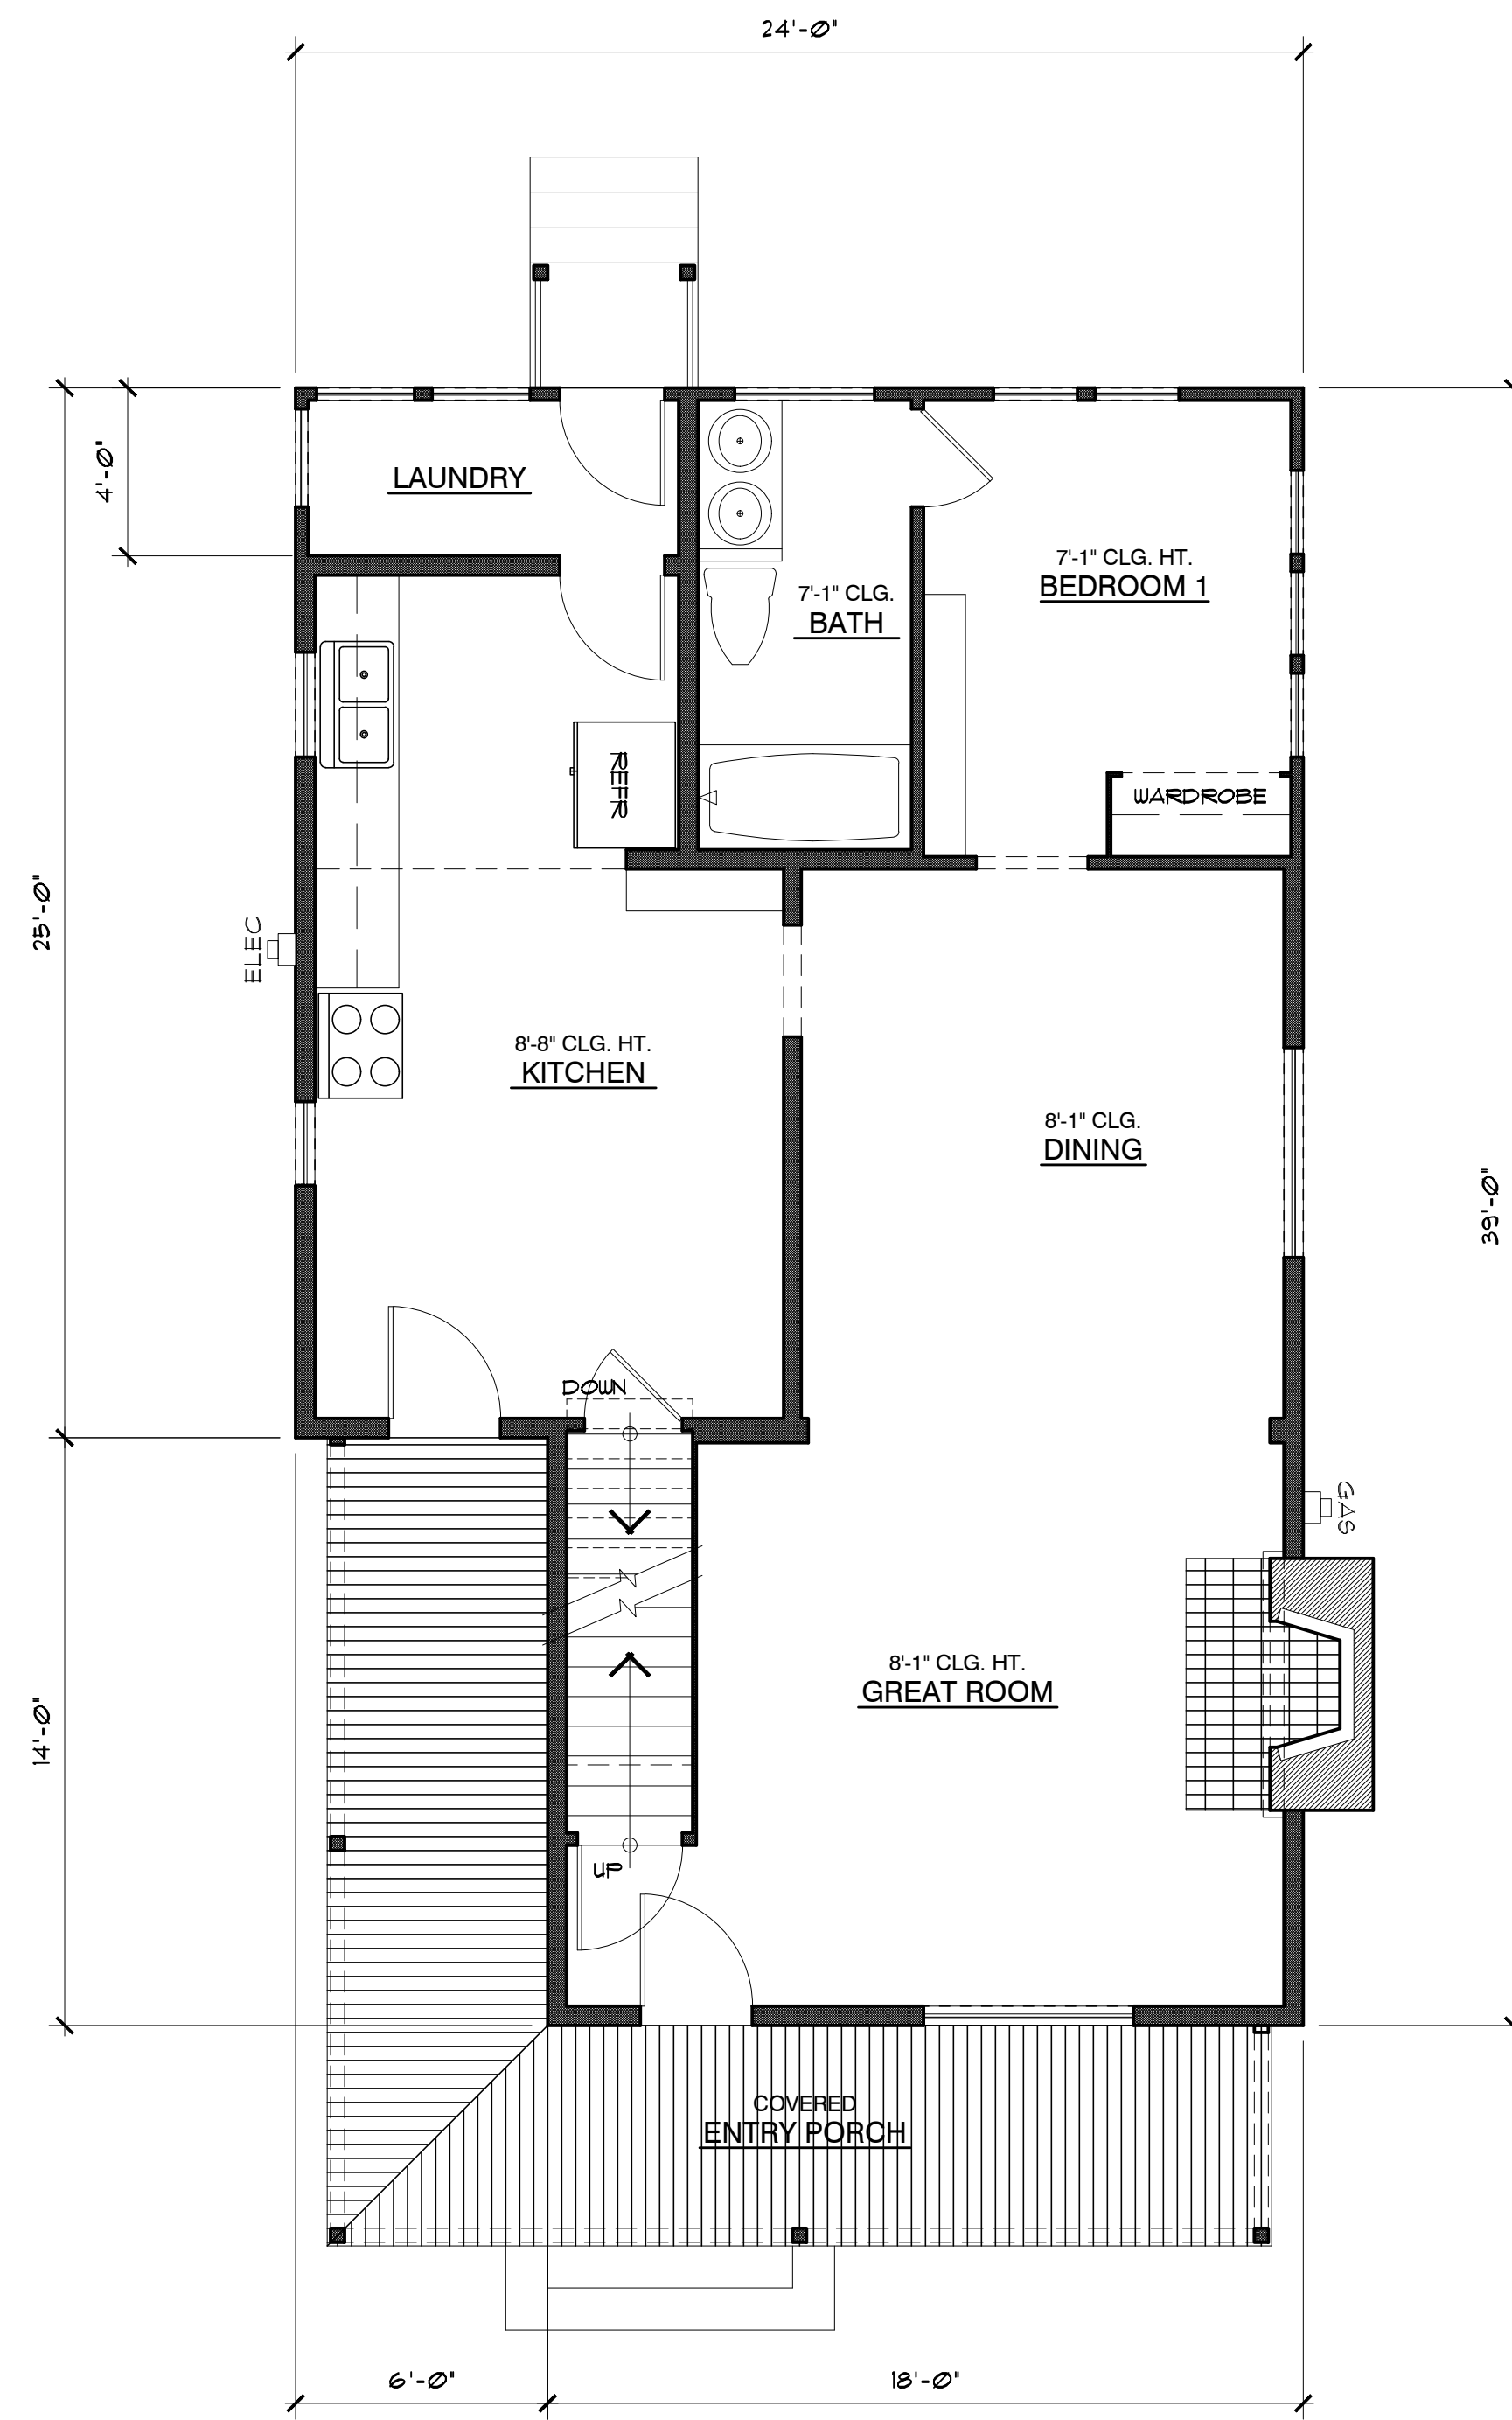 24'-0"
4'-0"
LAUNDRY
7'-1" CLG. HT.
BEDROOM 1
7'-1" CLG.
BATH
REFR
WARDROBE
25'-0"
ELEC
8'-8" CLG. HT.
KITCHEN
8'-1" CLG.
DINING
39'-0"
DOWN
GAS
8'-1" CLG. HT.
GREAT ROOM
14'-0"
UP
COVERED
ENTRY PORCH
6'-0"
18'-0"